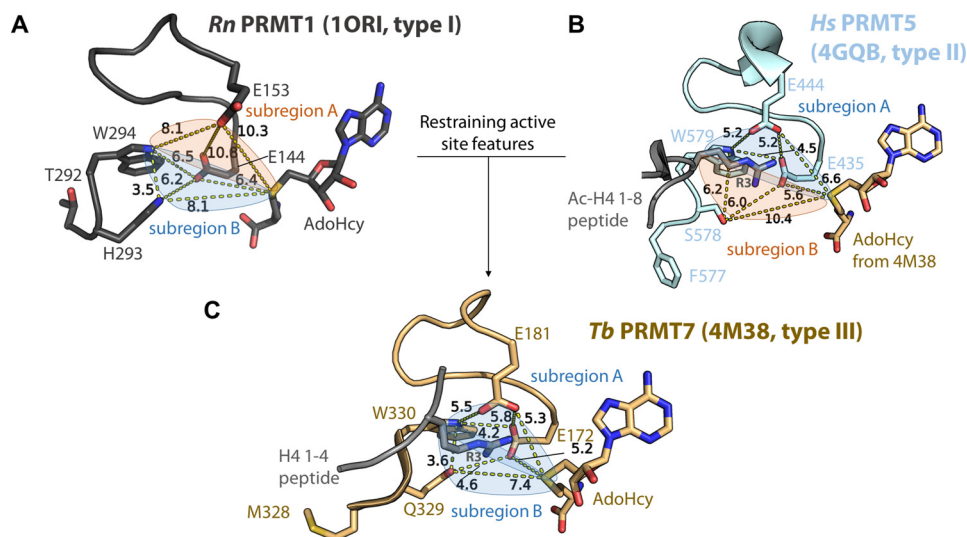 A
Rn PRMT1 (1ORI, type I)
E153
subregion A
8.1
10.3
W294
10.8
6.5
E144
T292
6.2
6.4
3.5
8.1
subregion B
AdoHcy
H293
Restraining active
site features
B
Hs PRMT5
(4GQB, type II)
E444
subregion A
W579
5.2
5.2
4.5
E435
R3
6.2
6.6
6.0
5.6
Ac-H4 1-8
peptide
10.4
S578
subregion B
AdoHcy
from 4M38
F577
C
Tb PRMT7 (4M38, type III)
E181
subregion A
W330
5.5
5.8
5.3
4.2
E172
H4 1-4
peptide
3.6
R3
5.2
4.6
7.4
M328
Q329
subregion B
AdoHcy